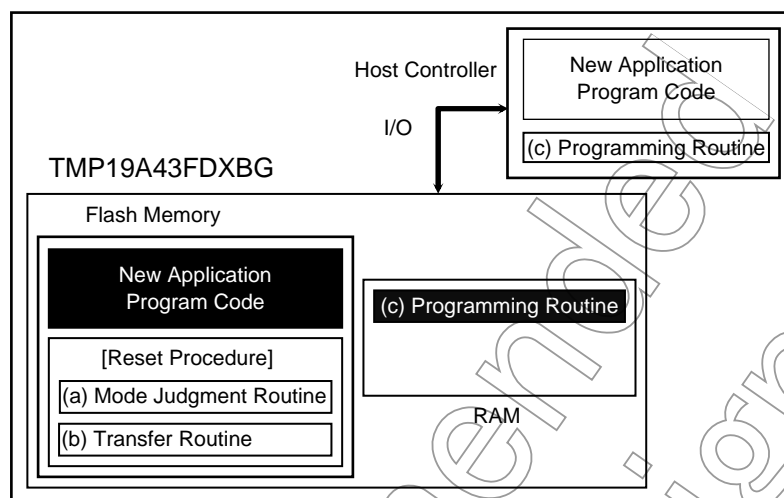 Host Controller
New Application
Program Code
(c) Programming Routine
I/O
TMP19A43FDXBG
Flash Memory
New Application
Program Code
[Reset Procedure]
(a) Mode Judgment Routine
(b) Transfer Routine
(c) Programming Routine
RAM